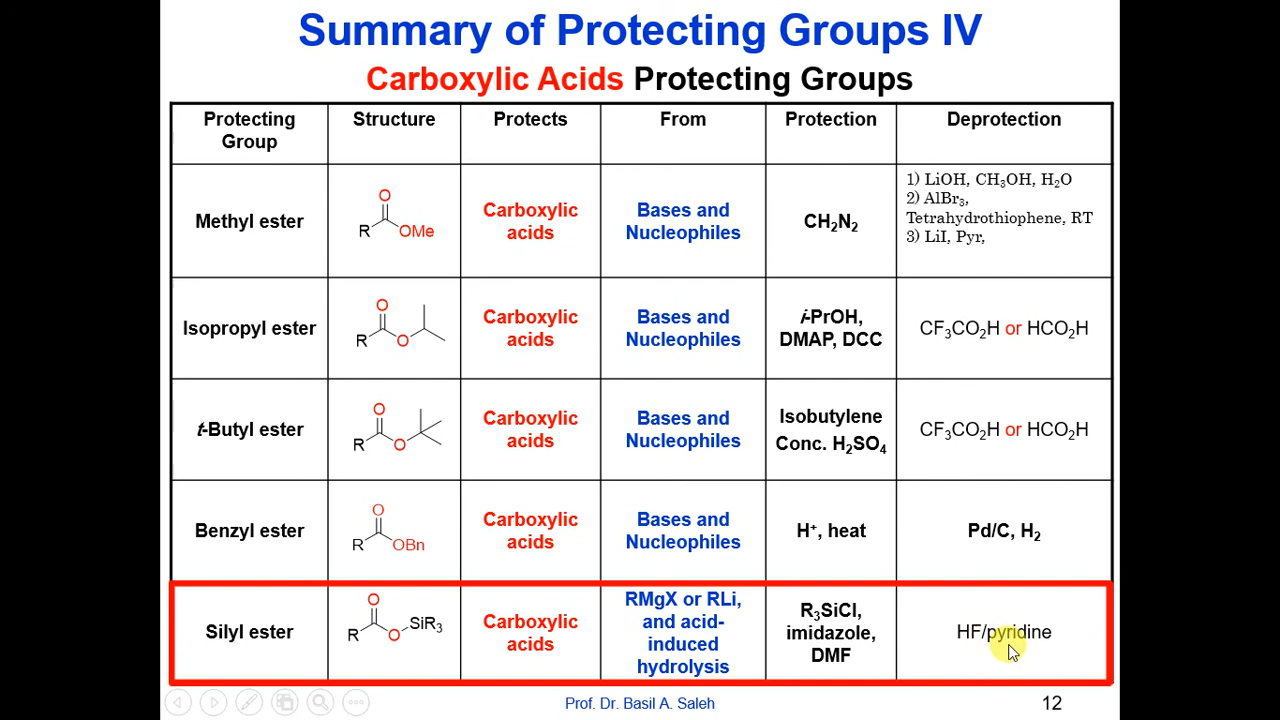 Summary of Protecting Groups IV
Carboxylic Acids Protecting Groups
Protecting
Group
Structure
Protects
From
Protection
Deprotection
Methyl ester
O
R
OMe
Carboxylic
acids
Bases and
Nucleophiles
CH₂N₂
1) LiOH, CH₃OH, H₂O
2) AlBr₃,
Tetrahydrothiophene, RT
3) LiI, Pyr,
Isopropyl ester
O
R
O
Carboxylic
acids
Bases and
Nucleophiles
i-PrOH,
DMAP, DCC
CF₃CO₂H or HCO₂H
t-Butyl ester
O
R
O
Carboxylic
acids
Bases and
Nucleophiles
Isobutylene
Conc. H₂SO₄
CF₃CO₂H or HCO₂H
Benzyl ester
O
R
OBn
Carboxylic
acids
Bases and
Nucleophiles
H⁺, heat
Pd/C, H₂
Silyl ester
O
R
O
SiR₃
Carboxylic
acids
RMgX or RLi,
and acid-
induced
hydrolysis
R₃SiCl,
imidazole,
DMF
HF/pyridine
Prof. Dr. Basil A. Saleh
12